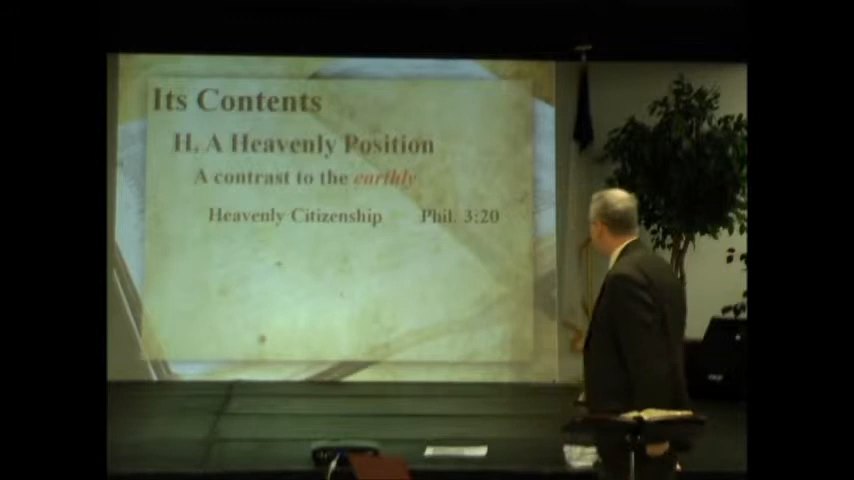 Its Contents
II. A Heavenly Position
A contrast to the earthly
Heavenly Citizenship Phil. 3:20